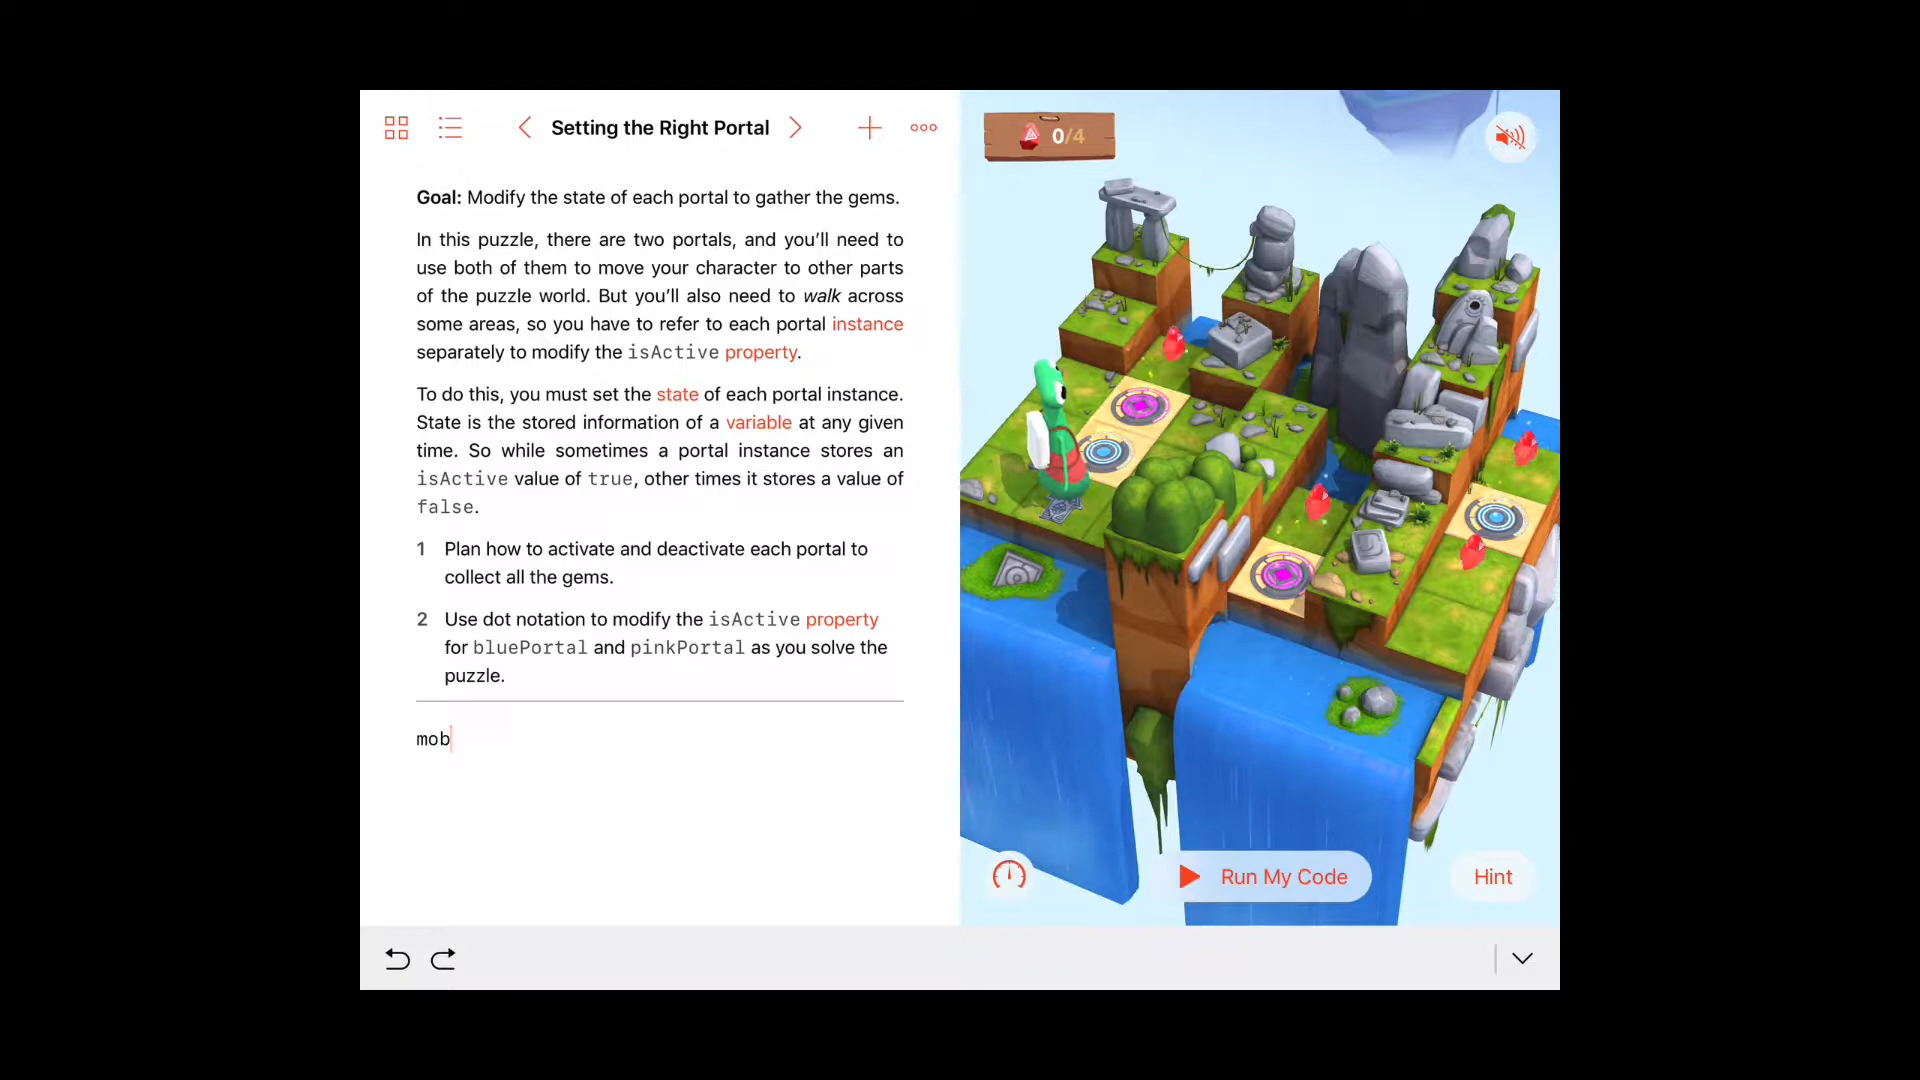 Setting the Right Portal
0/4
Goal: Modify the state of each portal to gather the gems.
In this puzzle, there are two portals, and you’ll need to
use both of them to move your character to other parts
of the puzzle world. But you’ll also need to walk across
some areas, so you have to refer to each portal instance
separately to modify the isActive property.
To do this, you must set the state of each portal instance.
State is the stored information of a variable at any given
time. So while sometimes a portal instance stores an
isActive value of true, other times it stores a value of
false.
1 Plan how to activate and deactivate each portal to
collect all the gems.
2 Use dot notation to modify the isActive property
for bluePortal and pinkPortal as you solve the
puzzle.
mob
Run My Code
Hint